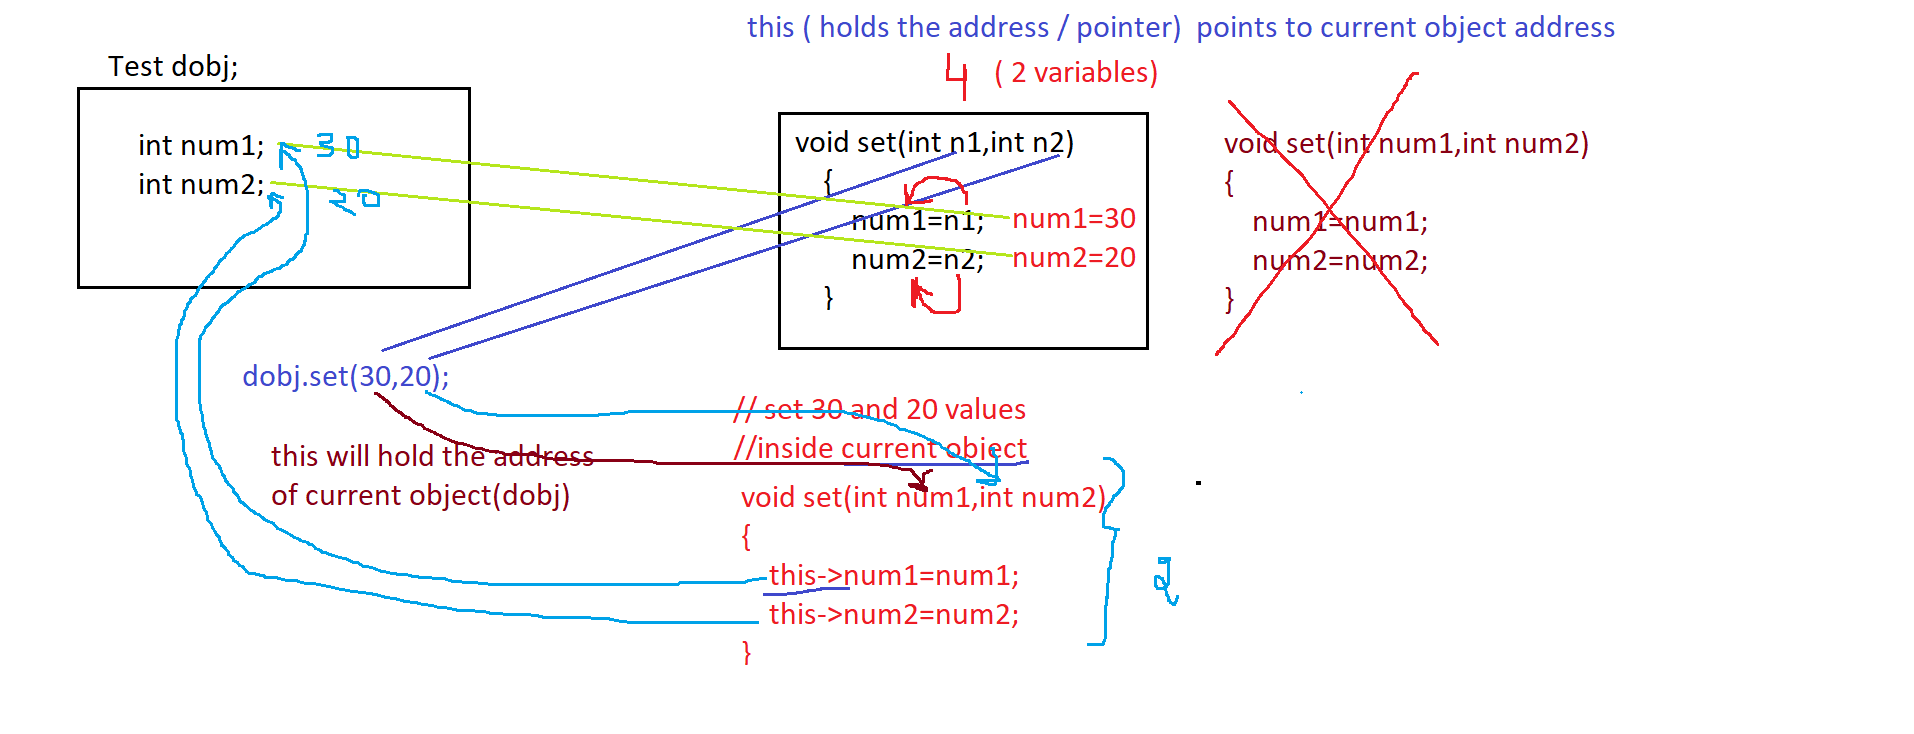 this ( holds the address / pointer)  points to current object address
4 ( 2 variables)
Test dobj;
int num1; 30
int num2; 20
void set(int n1,int n2)
{
num1=n1; num1=30
num2=n2; num2=20
}
void set(int num1,int num2)
{
num1=num1;
num2=num2;
}
dobj.set(30,20);
this will hold the address
of current object(dobj)
// set 30 and 20 values
//inside current object
void set(int num1,int num2)
{
this->num1=num1;
this->num2=num2;
}
2